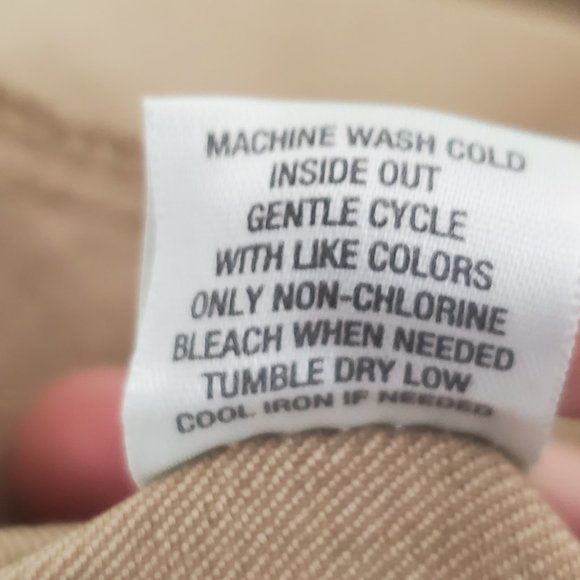 MACHINE WASH COLD
INSIDE OUT
GENTLE CYCLE
WITH LIKE COLORS
ONLY NON-CHLORINE
BLEACH WHEN NEEDED
TUMBLE DRY LOW
COOL IRON IF NEEDED